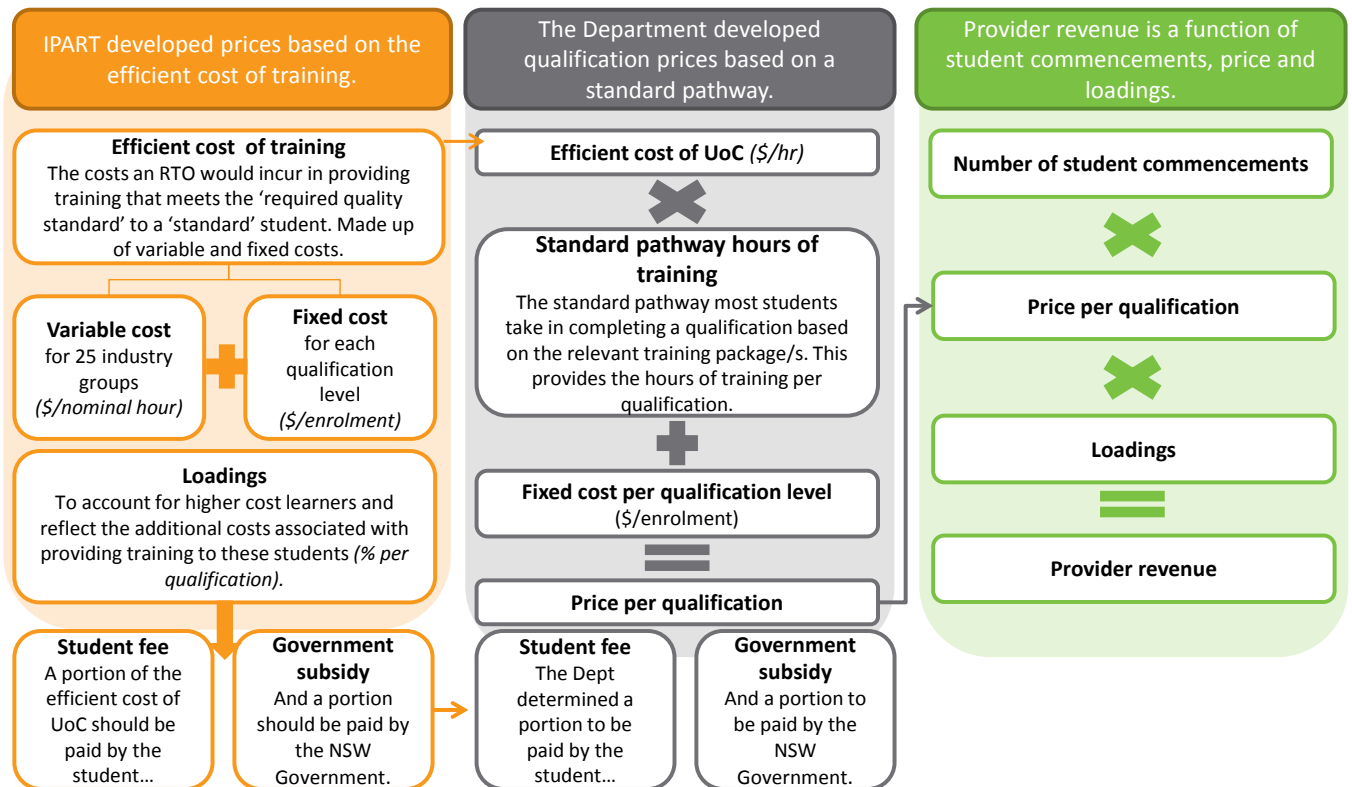 IPART developed prices based on the
efficient cost of training.
Efficient cost of training
The costs an RTO would incur in providing
training that meets the ‘required quality
standard’ to a ‘standard’ student. Made up
of variable and fixed costs.
Variable cost
for 25 industry
groups
($/nominal hour)
Fixed cost
for each
qualification
level
($/enrolment)
Loadings
To account for higher cost learners and
reflect the additional costs associated with
providing training to these students (% per
qualification).
Student fee
A portion of the
efficient cost of
UoC should be
paid by the
student…
Government
subsidy
And a portion
should be paid by
the NSW
Government.
The Department developed
qualification prices based on a
standard pathway.
Efficient cost of UoC ($/hr)
Standard pathway hours of
training
The standard pathway most students
take in completing a qualification based
on the relevant training package/s. This
provides the hours of training per
qualification.
Fixed cost per qualification level
($/enrolment)
Price per qualification
Student fee
The Dept
determined a
portion to be
paid by the
student…
Government
subsidy
And a portion to
be paid by the
NSW
Government.
Provider revenue is a function of
student commencements, price and
loadings.
Number of student commencements
Price per qualification
Loadings
Provider revenue